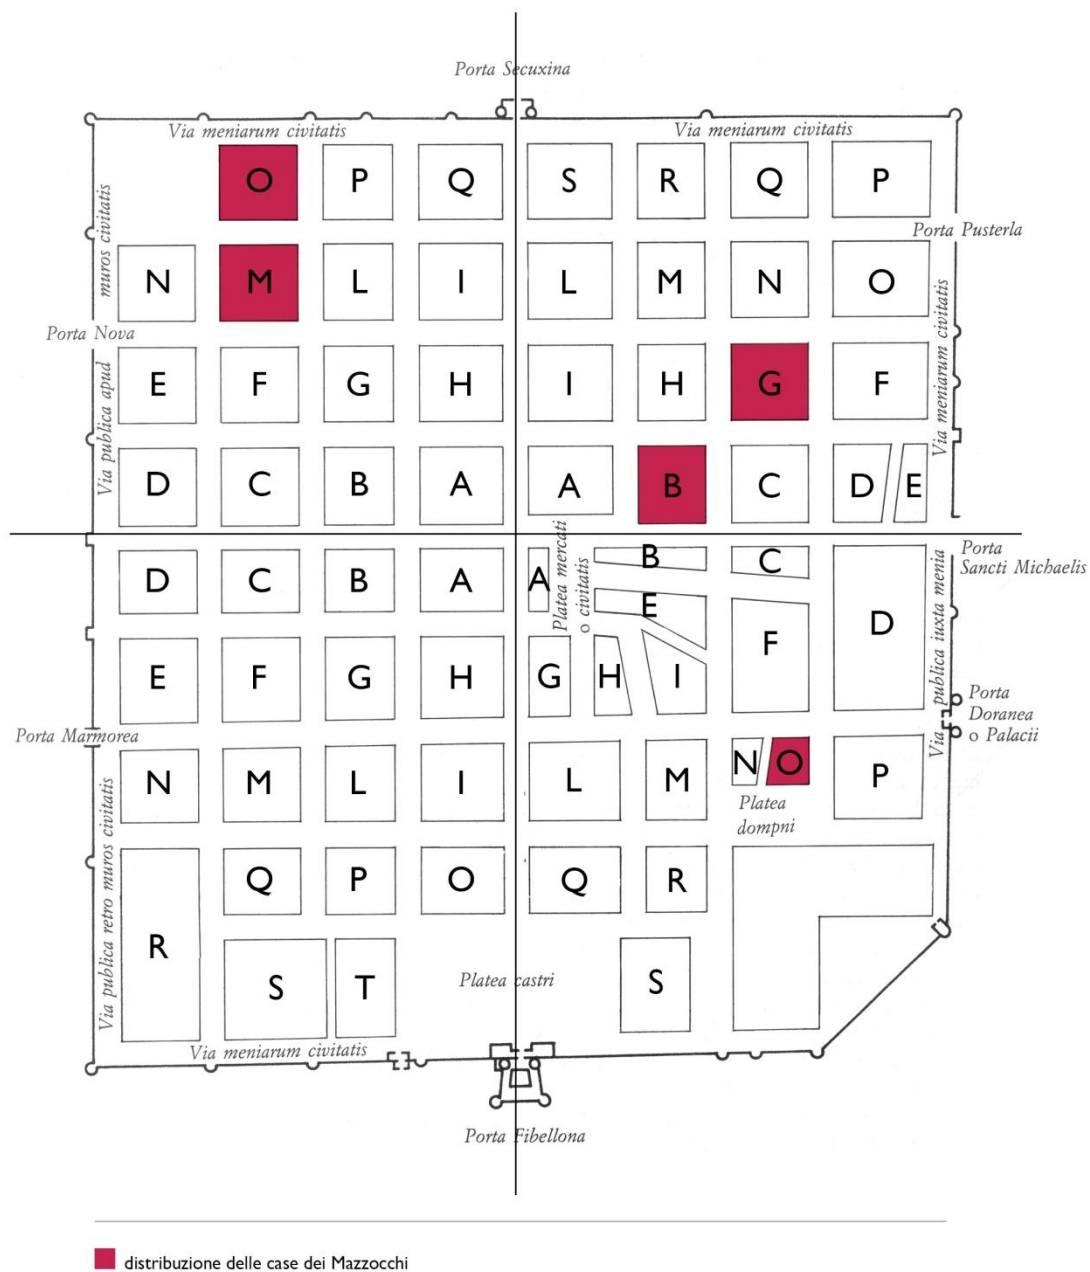 Porta Secuxina
Via meniarum civitatis
Via meniarum civitatis
O P Q S R Q P
muros civitatis
Porta Pusterla
N M L I L M N O
Porta Nova
Via meniarum civitatis
E F G H I H G F
Via publica apud
D C B A A B C D E
Platea mercati
o civitatis
Porta
Sancti Michaelis
D C B A A B C
E
D
F
Via publica iuxta menia
E F G H G H I
Porta
Doranea
o Palacii
Porta Marmorea
N M L I L M N O P
Platea
dompni
Via publica retro muros civitatis
Q P O Q R
R
S T
Platea castri
S
Via meniarum civitatis
Porta Fibellona
distribuzione delle case dei Mazzocchi